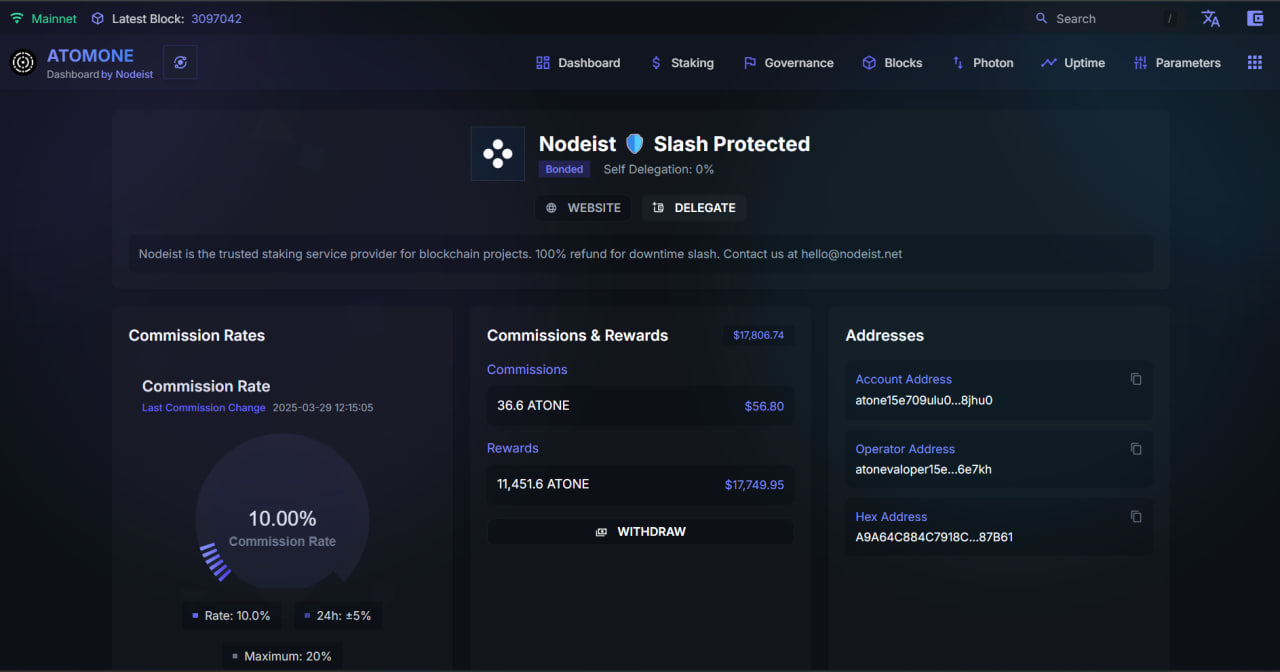 Mainnet Latest Block: 3097042 Search /
ATOMONE
Dashboard by Nodeist
Dashboard Staking Governance Blocks Photon Uptime Parameters
Nodeist Slash Protected
Bonded Self Delegation: 0%
WEBSITE DELEGATE
Nodeist is the trusted staking service provider for blockchain projects. 100% refund for downtime slash. Contact us at hello@nodeist.net
Commission Rates
Commission Rate
Last Commission Change 2025-03-29 12:15:05
10.00%
Commission Rate
Rate: 10.0% 24h: ±5%
Maximum: 20%
Commissions & Rewards $17,806.74
Commissions
36.6 ATONE $56.80
Rewards
11,451.6 ATONE $17,749.95
WITHDRAW
Addresses
Account Address
atone15e709ulu0...8jhu0
Operator Address
atonevaloper15e...6e7kh
Hex Address
A9A64C884C7918C...87B61